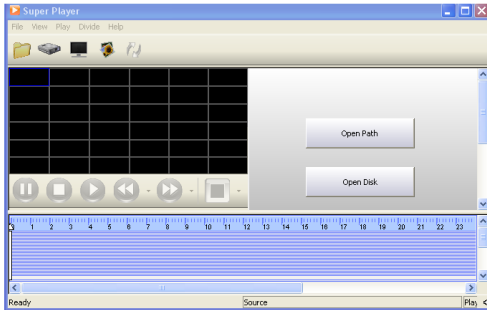 Super Player
File View Play Divide Help
Open Path
Open Disk
1 2 3 4 5 6 7 8 9 10 11 12 13 14 15 16 17 18 19 20 21 22 23
Ready Source Play